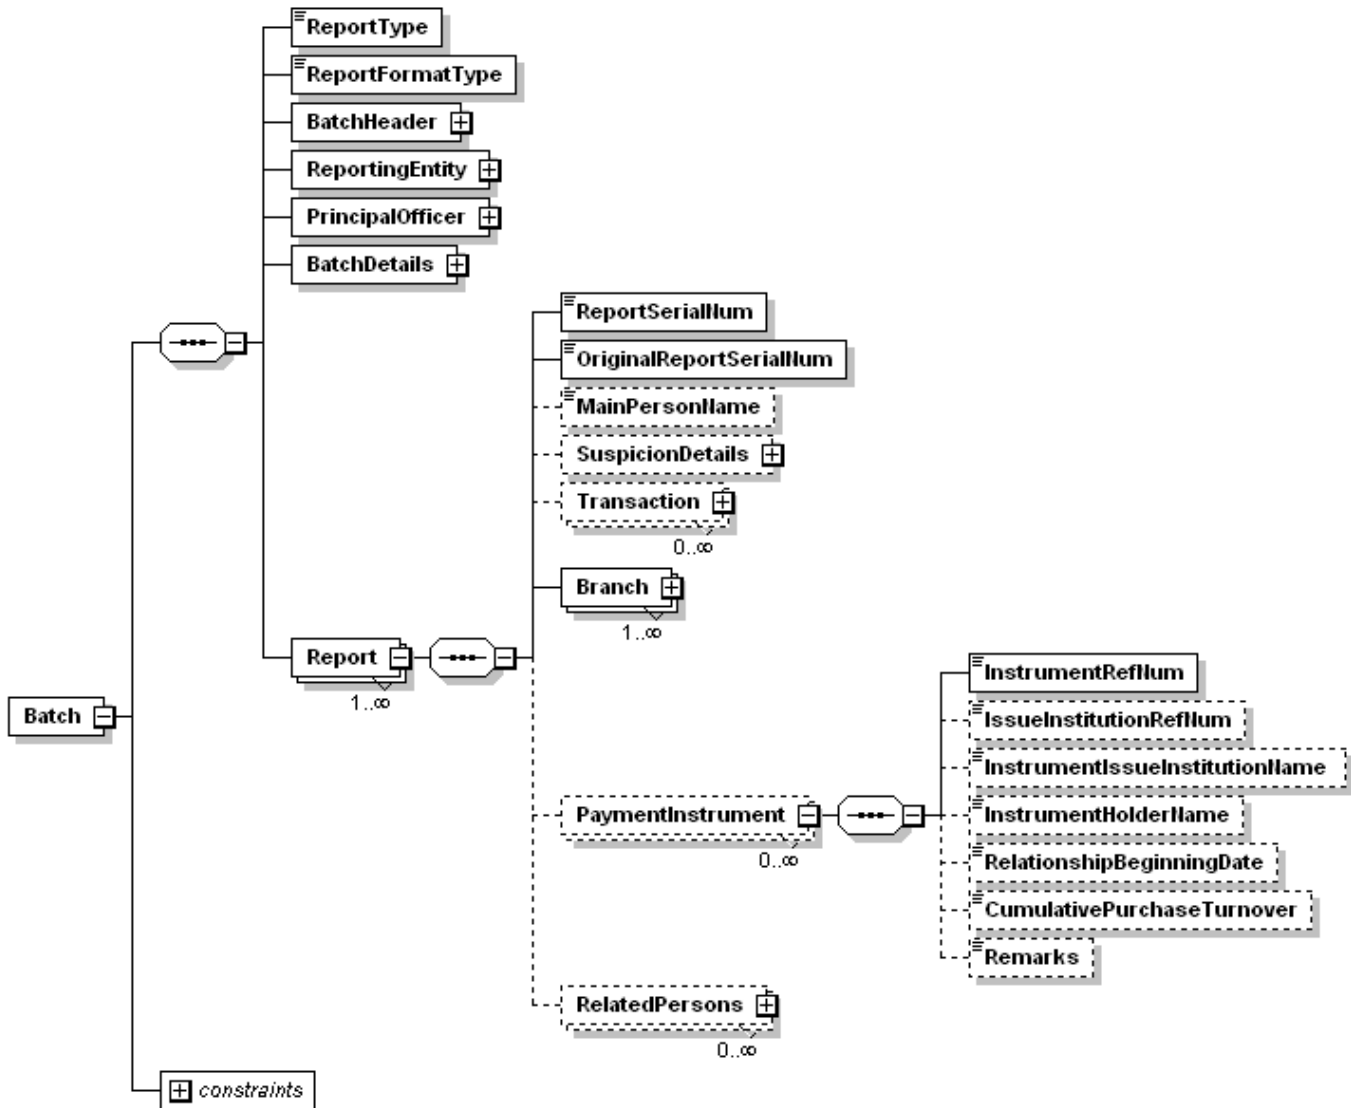 ReportType
ReportFormatType
BatchHeader
ReportingEntity
PrincipalOfficer
BatchDetails
ReportSerialNum
OriginalReportSerialNum
MainPersonName
SuspicionDetails
Transaction
0..∞
Branch
1..∞
Report
1..∞
Batch
InstrumentRefNum
IssueInstitutionRefNum
InstrumentIssueInstitutionName
PaymentInstrument
0..∞
InstrumentHolderName
RelationshipBeginningDate
CumulativePurchaseTurnover
Remarks
RelatedPersons
0..∞
constraints